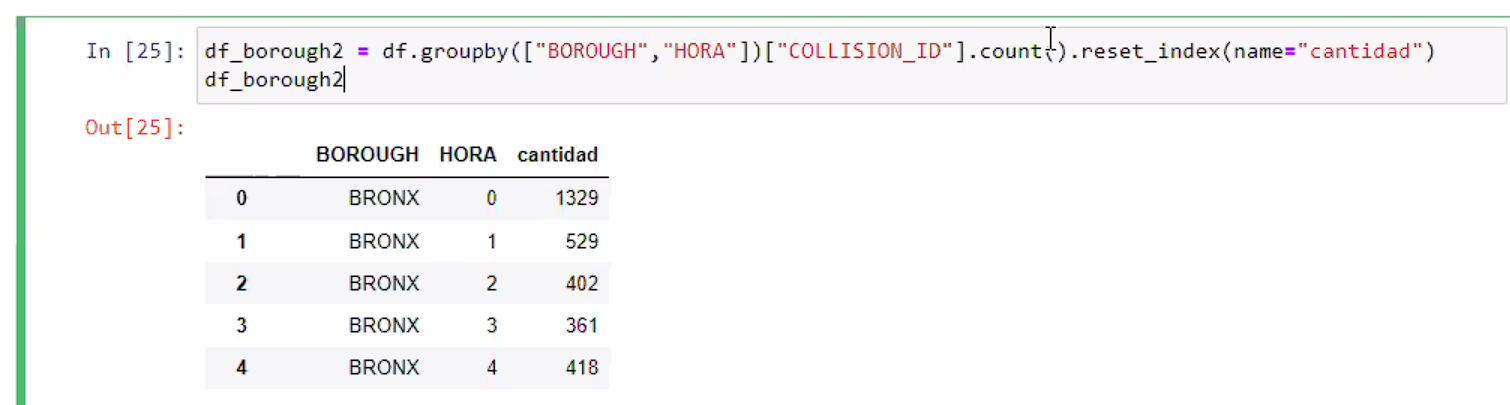 In [25]: df_borough2 = df.groupby(["BOROUGH","HORA"])["COLLISION_ID"].count().reset_index(name="cantidad")
df_borough2
Out[25]:
BOROUGH HORA cantidad
0 BRONX 0 1329
1 BRONX 1 529
2 BRONX 2 402
3 BRONX 3 361
4 BRONX 4 418